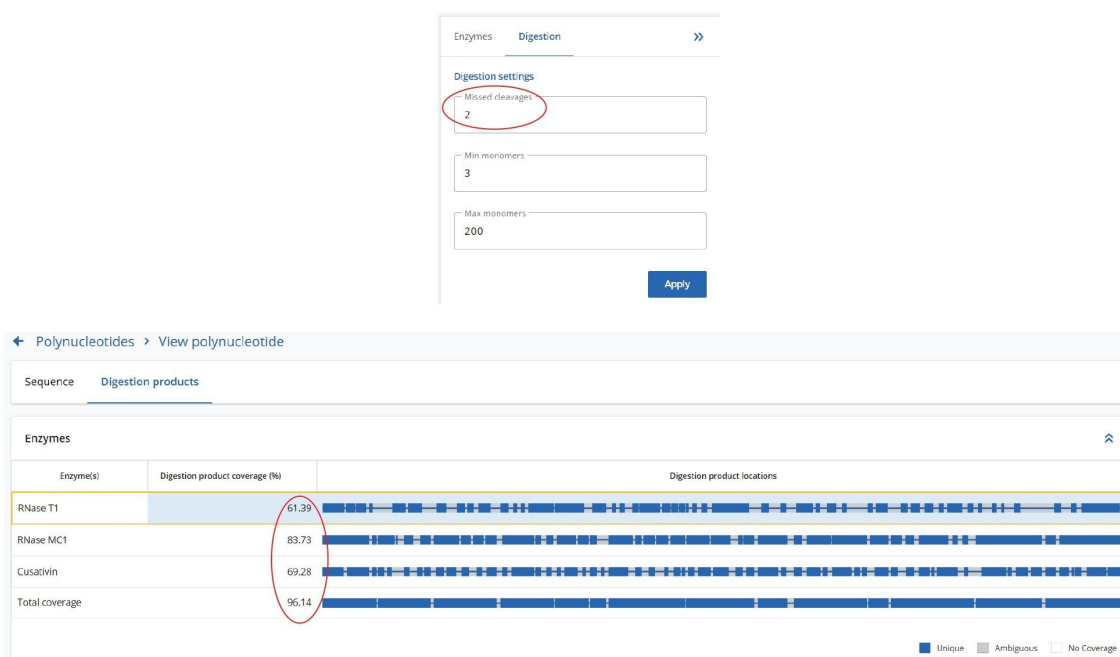 Enzymes Digestion »
Digestion settings
Missed cleavages
2
Min monomers
3
Max monomers
200
Apply
Polynucleotides > View polynucleotide
Sequence Digestion products
Enzymes
Enzyme(s) Digestion product coverage (%) Digestion product locations
RNase T1 61.39
RNase MC1 83.73
Cusativin 69.28
Total coverage 96.14
Unique Ambiguous No Coverage